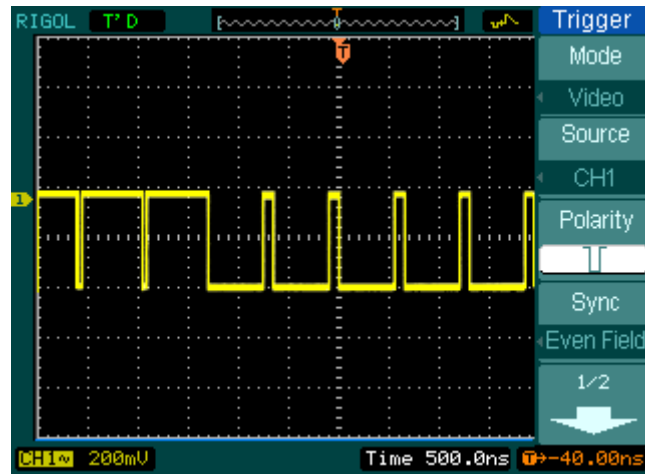 RIGOL T'D
T
T
1
Trigger
Mode
Video
Source
CH1
Polarity
Sync
Even Field
1/2
CH1~ 200mV Time 500.0ns T→-40.00ns